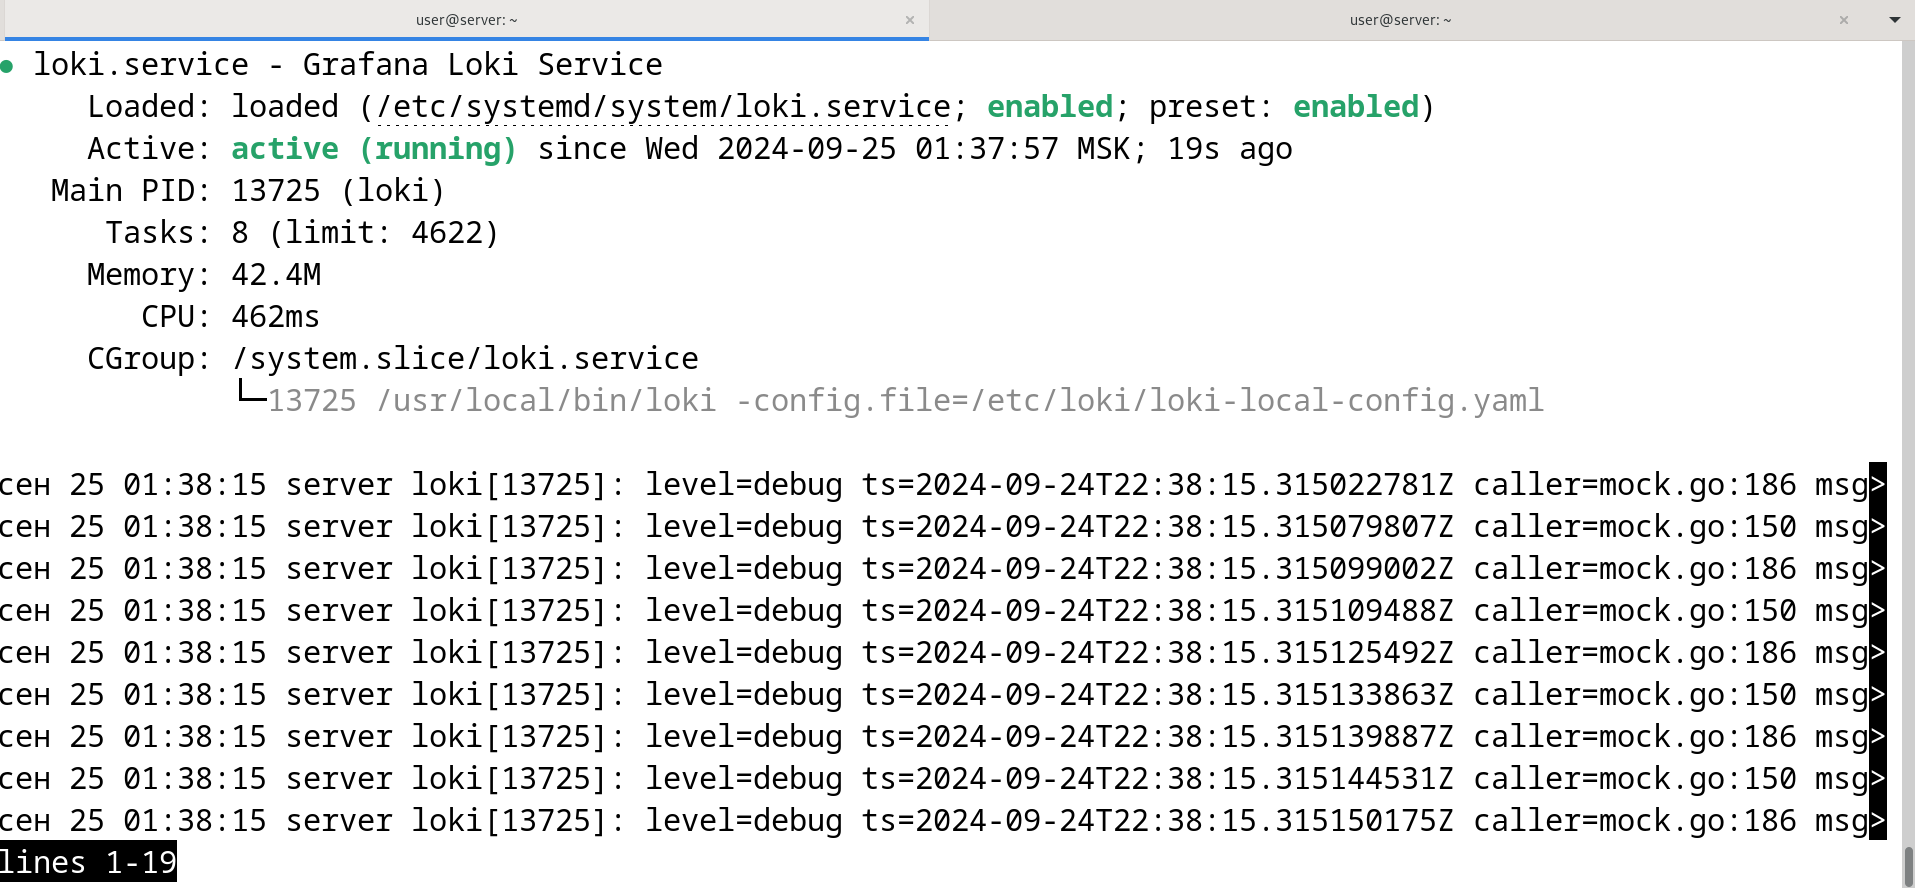 user@server: ~ × user@server: ~ ×
● loki.service - Grafana Loki Service
Loaded: loaded (/etc/systemd/system/loki.service; enabled; preset: enabled)
Active: active (running) since Wed 2024-09-25 01:37:57 MSK; 19s ago
Main PID: 13725 (loki)
Tasks: 8 (limit: 4622)
Memory: 42.4M
CPU: 462ms
CGroup: /system.slice/loki.service
└─13725 /usr/local/bin/loki -config.file=/etc/loki/loki-local-config.yaml
сен 25 01:38:15 server loki[13725]: level=debug ts=2024-09-24T22:38:15.315022781Z caller=mock.go:186 msg>
сен 25 01:38:15 server loki[13725]: level=debug ts=2024-09-24T22:38:15.315079807Z caller=mock.go:150 msg>
сен 25 01:38:15 server loki[13725]: level=debug ts=2024-09-24T22:38:15.315099002Z caller=mock.go:186 msg>
сен 25 01:38:15 server loki[13725]: level=debug ts=2024-09-24T22:38:15.315109488Z caller=mock.go:150 msg>
сен 25 01:38:15 server loki[13725]: level=debug ts=2024-09-24T22:38:15.315125492Z caller=mock.go:186 msg>
сен 25 01:38:15 server loki[13725]: level=debug ts=2024-09-24T22:38:15.315133863Z caller=mock.go:150 msg>
сен 25 01:38:15 server loki[13725]: level=debug ts=2024-09-24T22:38:15.315139887Z caller=mock.go:186 msg>
сен 25 01:38:15 server loki[13725]: level=debug ts=2024-09-24T22:38:15.315144531Z caller=mock.go:150 msg>
сен 25 01:38:15 server loki[13725]: level=debug ts=2024-09-24T22:38:15.315150175Z caller=mock.go:186 msg>
lines 1-19